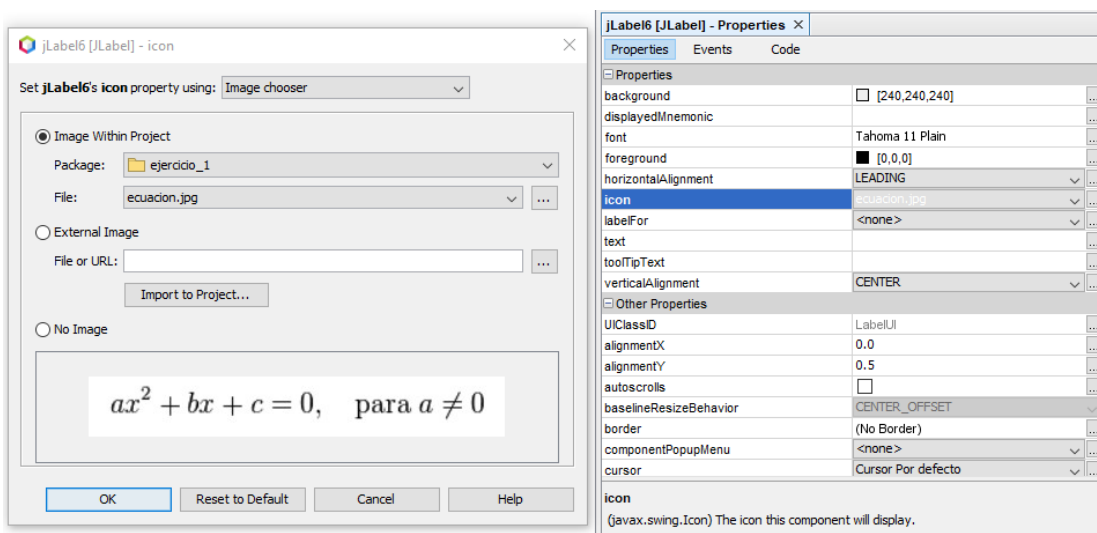 jLabel6 [JLabel] - icon
Set jLabel6's icon property using: Image chooser
Image Within Project
Package: ejercicio_1
File: ecuacion.jpg ...
External Image
File or URL: ...
Import to Project...
No Image
ax² + bx + c = 0, para a ≠ 0
OK Reset to Default Cancel Help
jLabel6 [JLabel] - Properties ×
Properties Events Code
Properties
background [240,240,240] ...
displayedMnemonic ...
font Tahoma 11 Plain ...
foreground [0,0,0] ...
horizontalAlignment LEADING ...
icon ecuacion.jpg ...
labelFor <none> ...
text ...
toolTipText ...
verticalAlignment CENTER ...
Other Properties
UIClassID LabelUI ...
alignmentX 0.0 ...
alignmentY 0.5 ...
autoscrolls ...
baselineResizeBehavior CENTER_OFFSET
border (No Border) ...
componentPopupMenu <none> ...
cursor Cursor Por defecto ...
icon
(javax.swing.Icon) The icon this component will display.